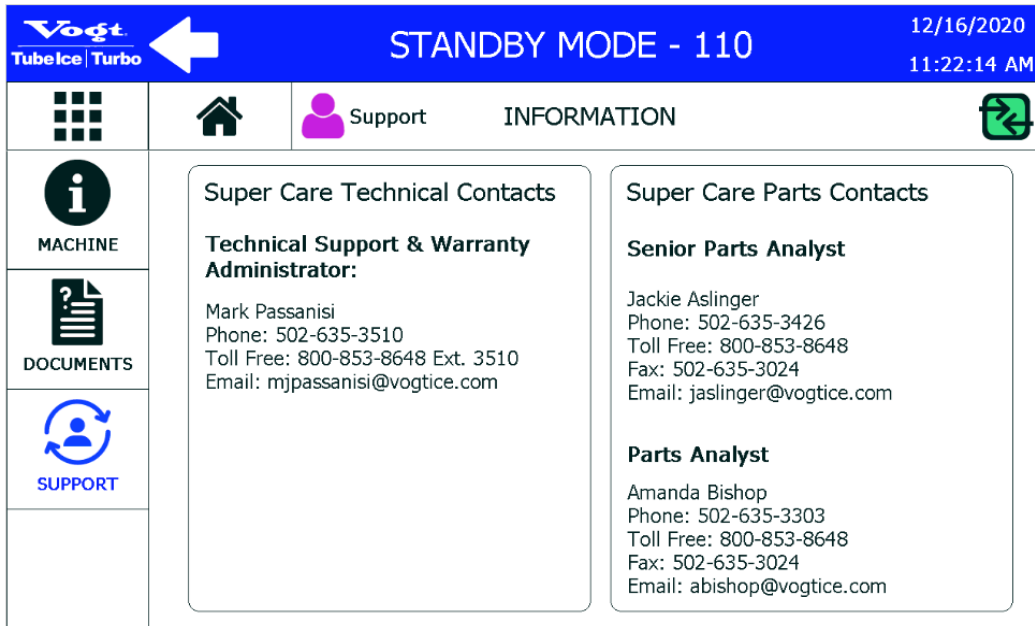 Vogt
Tube Ice | Turbo
STANDBY MODE - 110
12/16/2020
11:22:14 AM
Support
INFORMATION
MACHINE
DOCUMENTS
SUPPORT
Super Care Technical Contacts
Technical Support & Warranty
Administrator:
Mark Passanisi
Phone: 502-635-3510
Toll Free: 800-853-8648 Ext. 3510
Email: mjpassanisi@vogtice.com
Super Care Parts Contacts
Senior Parts Analyst
Jackie Aslinger
Phone: 502-635-3426
Toll Free: 800-853-8648
Fax: 502-635-3024
Email: jaslinger@vogtice.com
Parts Analyst
Amanda Bishop
Phone: 502-635-3303
Toll Free: 800-853-8648
Fax: 502-635-3024
Email: abishop@vogtice.com